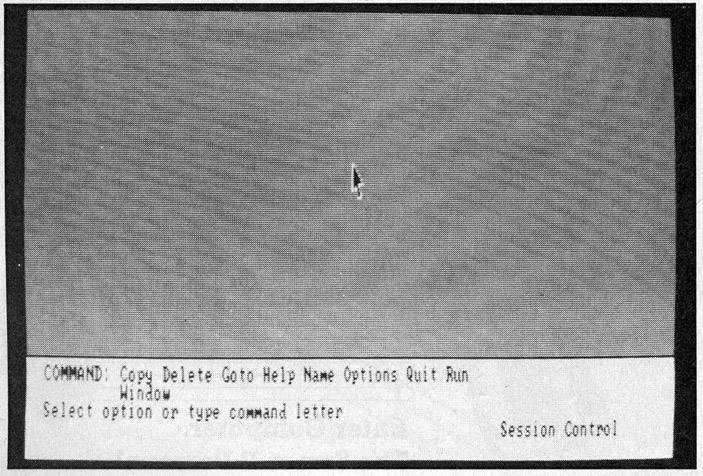 COMMAND: Copy Delete Goto Help Name Options Quit Run
Window
Select option or type command letter
Session Control